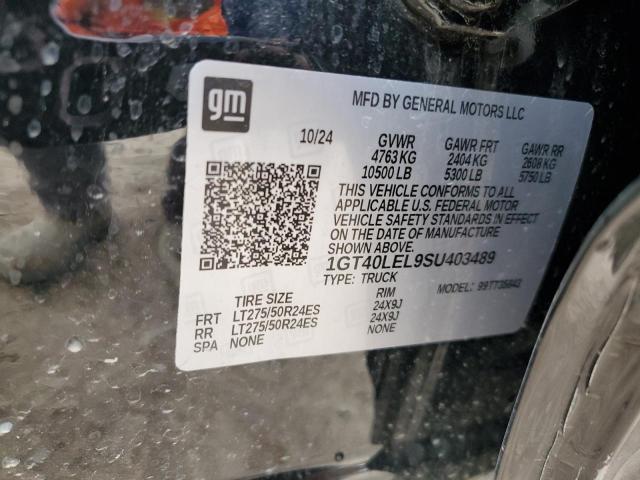 gm
MFD BY GENERAL MOTORS LLC
10/24 GVWR GAWR FRT GAWR RR
4763 KG 2404 KG 2608 KG
10500 LB 5300 LB 5750 LB
THIS VEHICLE CONFORMS TO ALL
APPLICABLE U.S. FEDERAL MOTOR
VEHICLE SAFETY STANDARDS IN EFFECT
ON THE DATE OF MANUFACTURE
SHOWN ABOVE.
1GT40LEL9SU403489
TYPE: TRUCK MODEL:
TIRE SIZE RIM
FRT LT275/50R24ES 24X9J
RR LT275/50R24ES 24X9J
SPA NONE NONE